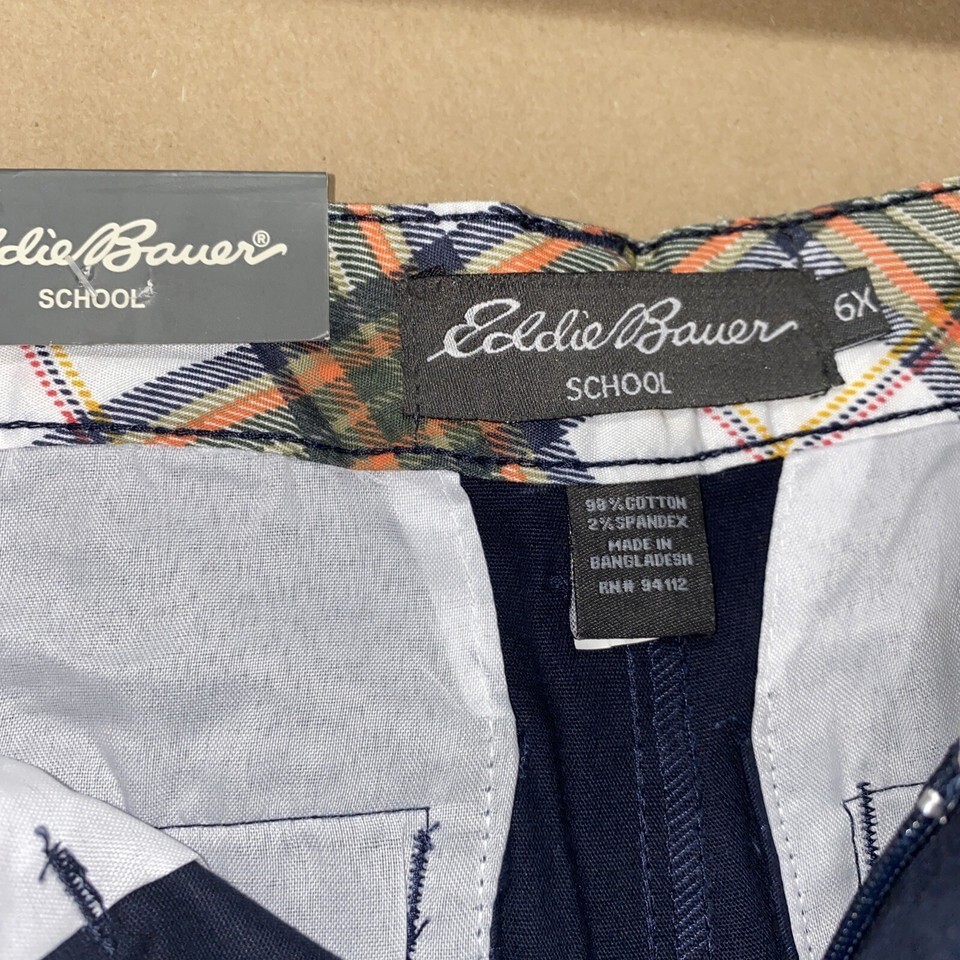 ddie Bauer®
SCHOOL
Eddie Bauer
SCHOOL
6X
98% COTTON
2% SPANDEX
MADE IN
BANGLADESH
RN# 94112